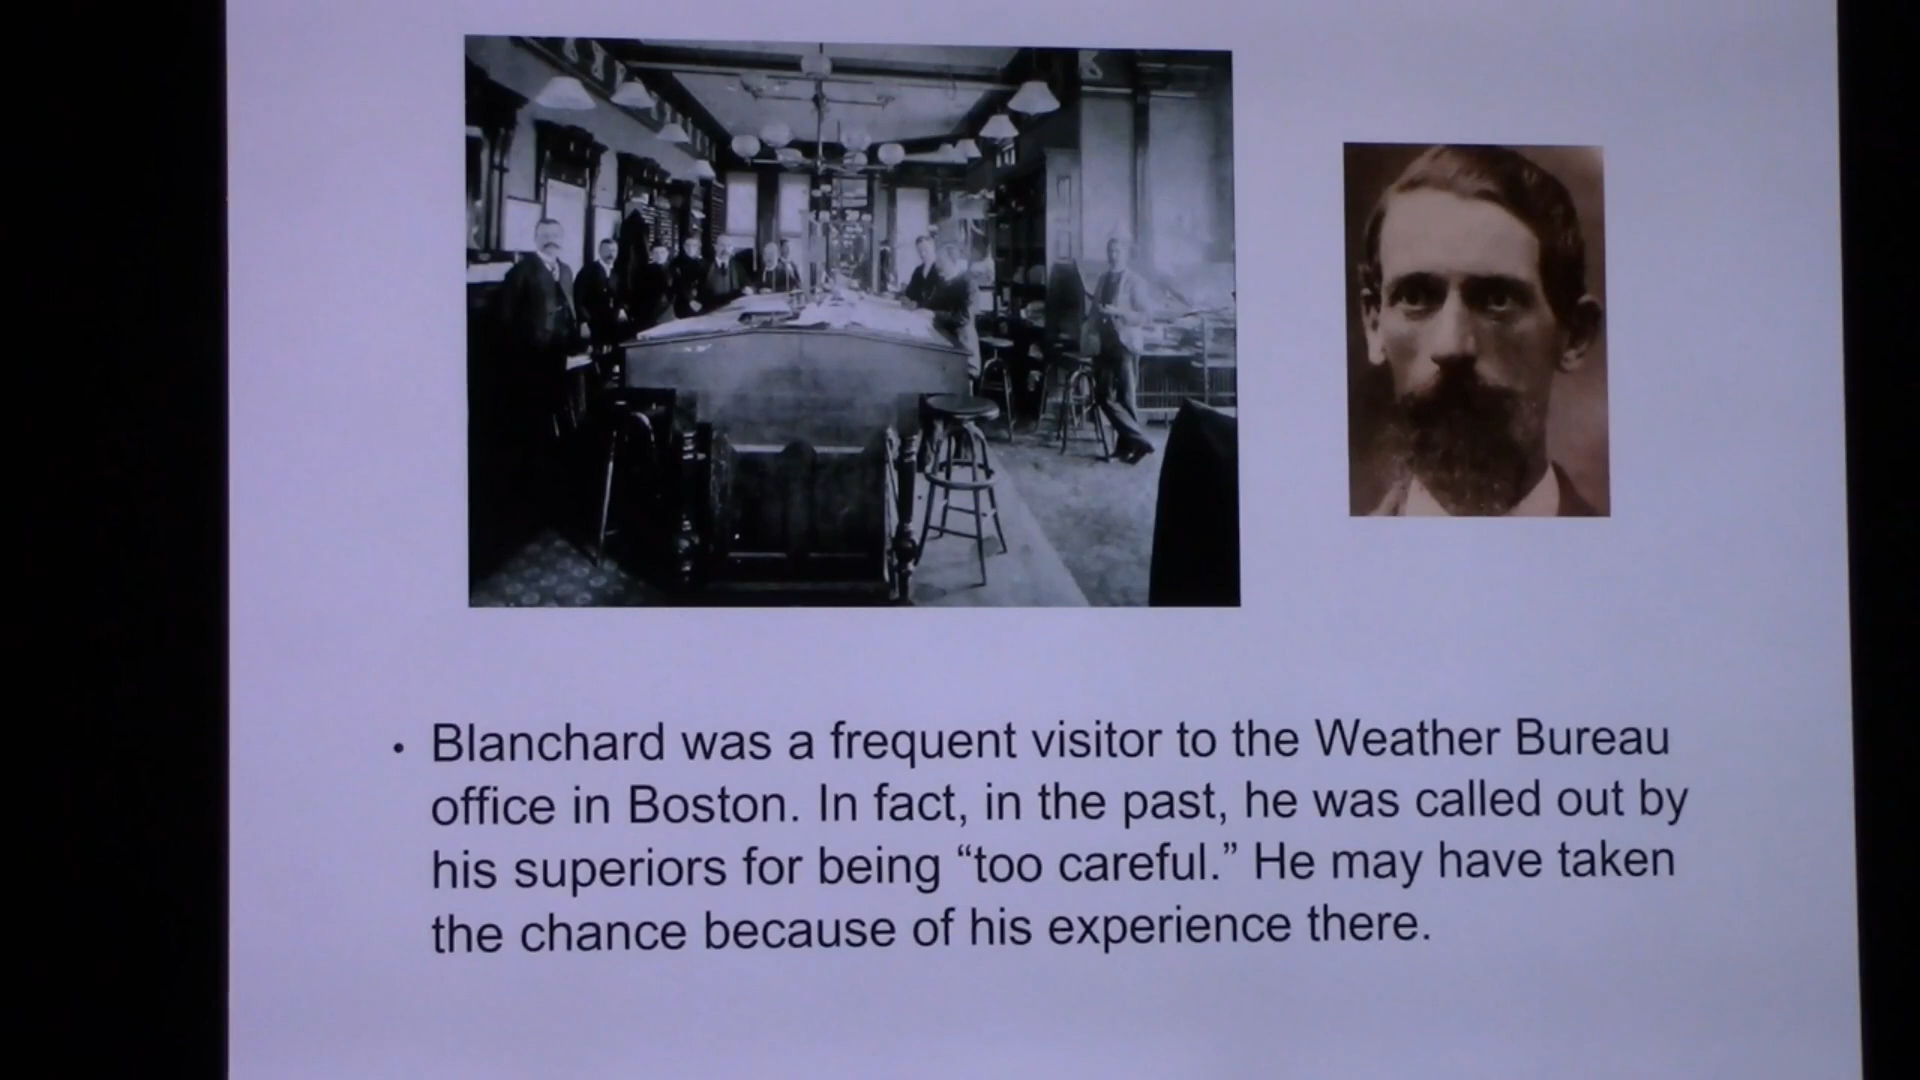 • Blanchard was a frequent visitor to the Weather Bureau
office in Boston. In fact, in the past, he was called out by
his superiors for being “too careful.” He may have taken
the chance because of his experience there.